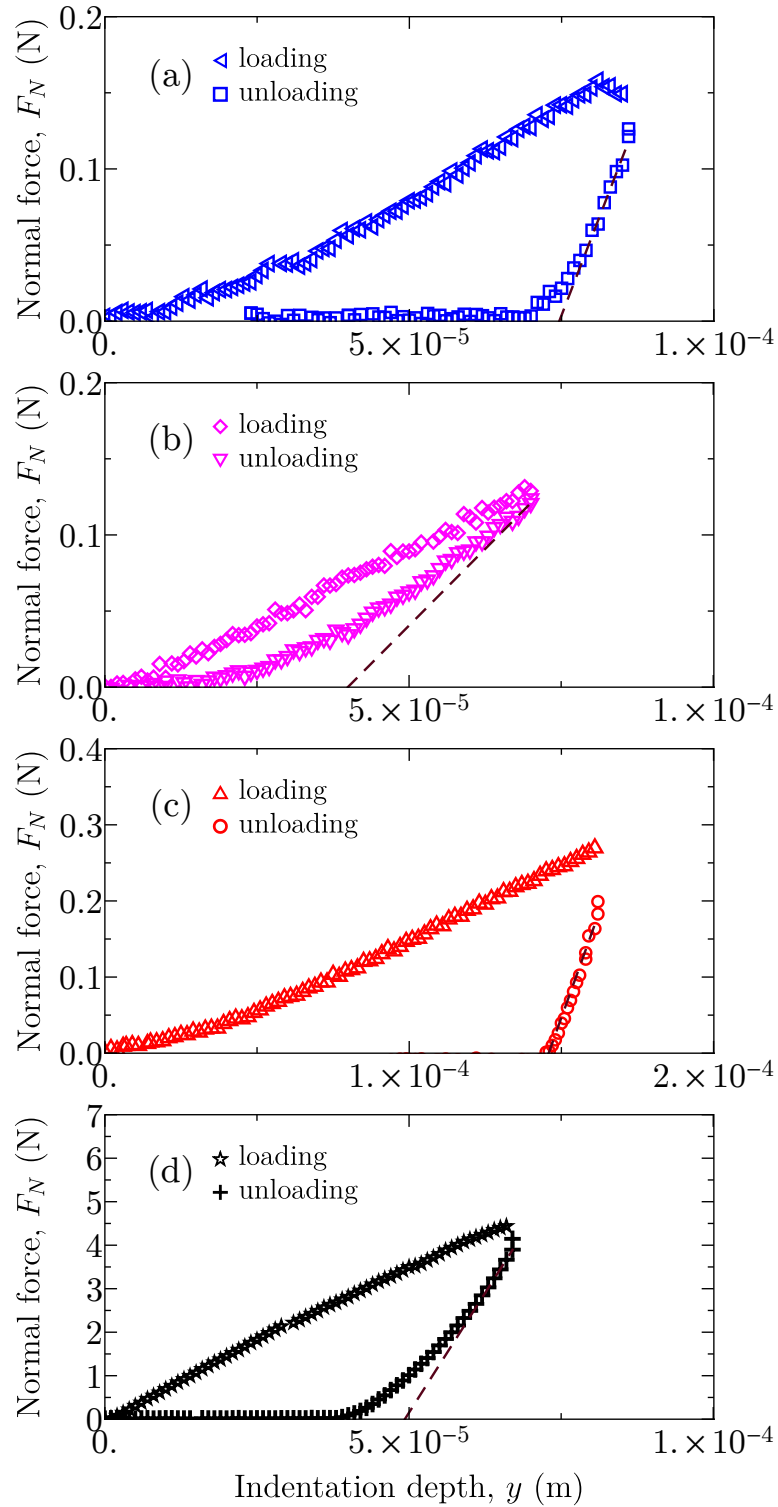 0.2
(a)
loading
unloading
0.1
0.0
Normal force, F_N (N)
0.
5.×10⁻⁵
1.×10⁻⁴
0.2
(b)
loading
unloading
0.1
0.0
Normal force, F_N (N)
0.
5.×10⁻⁵
1.×10⁻⁴
0.4
(c)
loading
unloading
0.3
0.2
0.1
0.0
Normal force, F_N (N)
0.
1.×10⁻⁴
2.×10⁻⁴
7
(d)
loading
unloading
6
5
4
3
2
1
0
Normal force, F_N (N)
0.
5.×10⁻⁵
1.×10⁻⁴
Indentation depth, y (m)